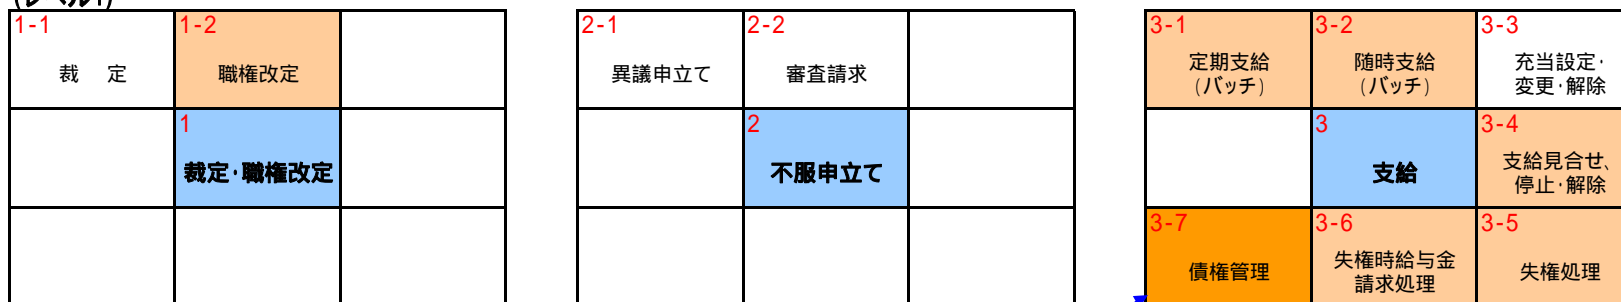 (レベル1)
1-1
裁 定
1-2
職権改定
1
裁定・職権改定
2-1
異議申立て
2-2
審査請求
2
不服申立て
3-1
定期支給
(バッチ)
3-2
随時支給
(バッチ)
3-3
充当設定・
変更・解除
3
支給
3-4
支給見合せ、
停止・解除
3-7
債権管理
3-6
失権時給与金
請求処理
3-5
失権処理